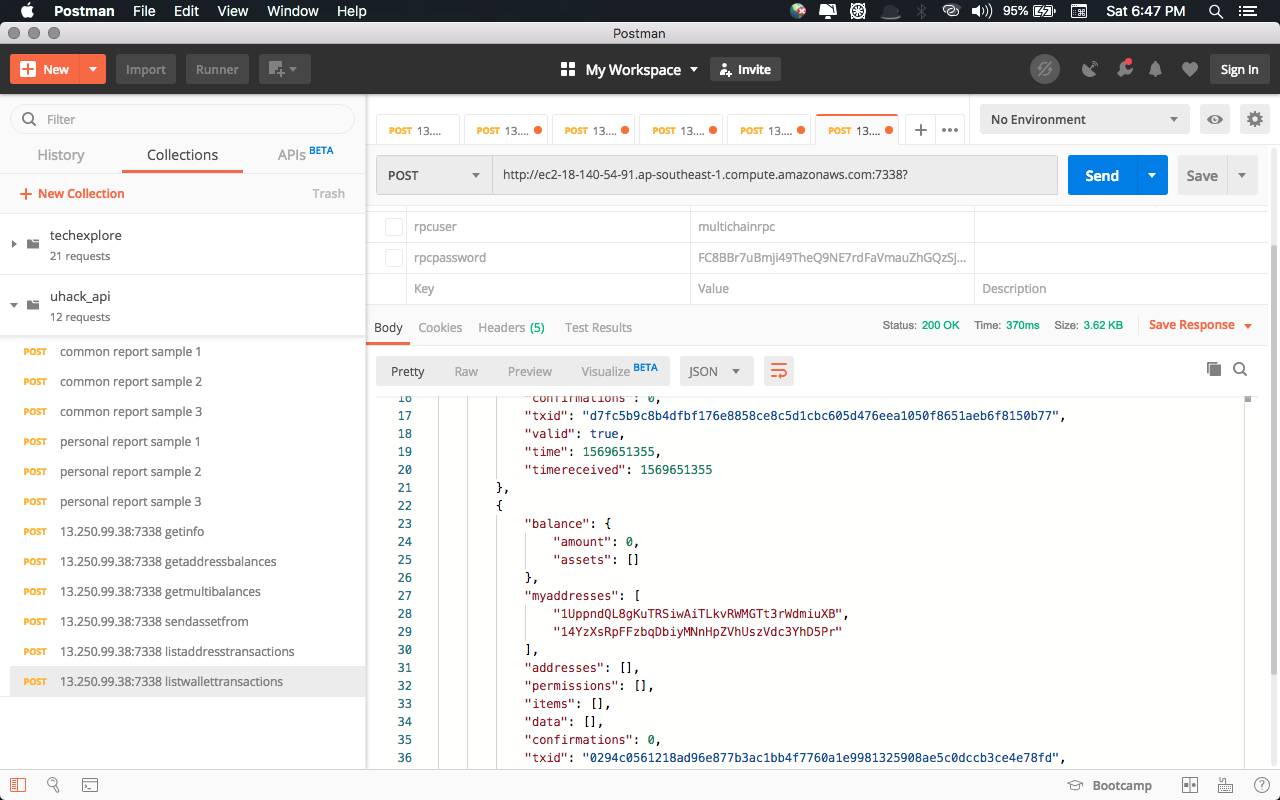 Postman File Edit View Window Help 95% Sat 6:47 PM
Postman
New Import Runner My Workspace Invite Sign In
Filter
History Collections APIs BETA
New Collection Trash
techexplore
21 requests
uhack_api
12 requests
POST common report sample 1
POST common report sample 2
POST common report sample 3
POST personal report sample 1
POST personal report sample 2
POST personal report sample 3
POST 13.250.99.38:7338 getinfo
POST 13.250.99.38:7338 getaddressbalances
POST 13.250.99.38:7338 getmultibalances
POST 13.250.99.38:7338 sendassetfrom
POST 13.250.99.38:7338 listaddresstransactions
POST 13.250.99.38:7338 listwallettransactions
POST 13.... POST 13.... POST 13.... POST 13.... POST 13.... POST 13.... No Environment
POST http://ec2-18-140-54-91.ap-southeast-1.compute.amazonaws.com:7338? Send Save
rpcuser multichainrpc
rpcpassword FC8BBr7uBmji49TheQ9NE7rdFaVmauZhGQzSj...
Key Value Description
Body Cookies Headers (5) Test Results Status: 200 OK Time: 370ms Size: 3.62 KB Save Response
Pretty Raw Preview Visualize BETA JSON
16 "confirmations": 0,
17 "txid": "d7fc5b9c8b4dfbf176e8858ce8c5d1cbc605d476eea1050f8651aeb6f8150b77",
18 "valid": true,
19 "time": 1569651355,
20 "timereceived": 1569651355
21 },
22 {
23 "balance": {
24 "amount": 0,
25 "assets": []
26 },
27 "myaddresses": [
28 "1UppndQL8gKuTRSiwAiTLkvRWMGTt3rWdmiuXB",
29 "14YzXsRpFFzbqDbiyMNnHpZVhUszVdc3YhD5Pr"
30 ],
31 "addresses": [],
32 "permissions": [],
33 "items": [],
34 "data": [],
35 "confirmations": 0,
36 "txid": "0294c0561218ad96e877b3ac1bb4f7760a1e9981325908ae5c0dccb3ce4e78fd",
Bootcamp